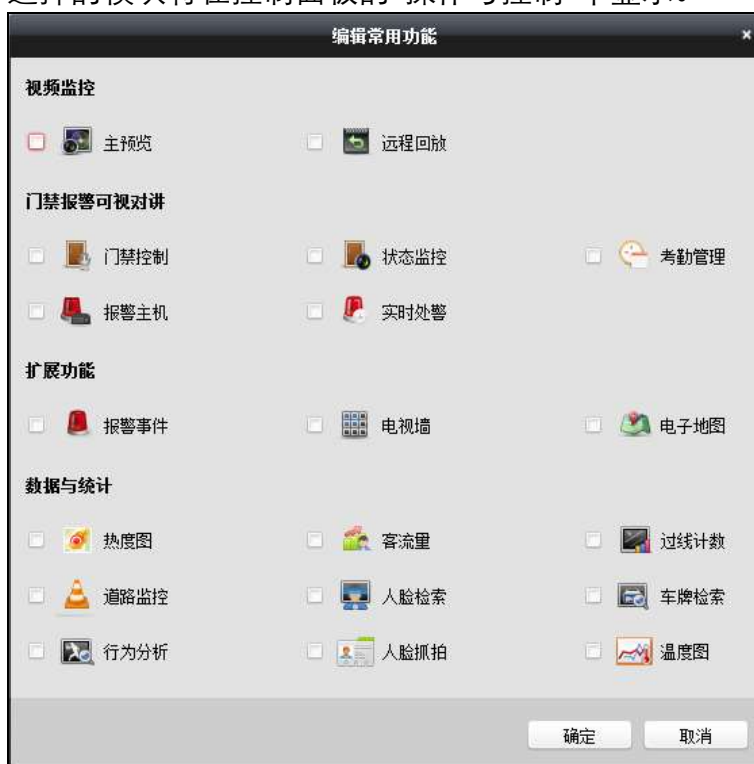 编辑常用功能 ×
视频监控
主预览 远程回放
门禁报警可视对讲
门禁控制 状态监控 考勤管理
报警主机 实时处警
扩展功能
报警事件 电视墙 电子地图
数据与统计
热度图 客流量 过线计数
道路监控 人脸检索 车牌检索
行为分析 人脸抓拍 温度图
确定 取消